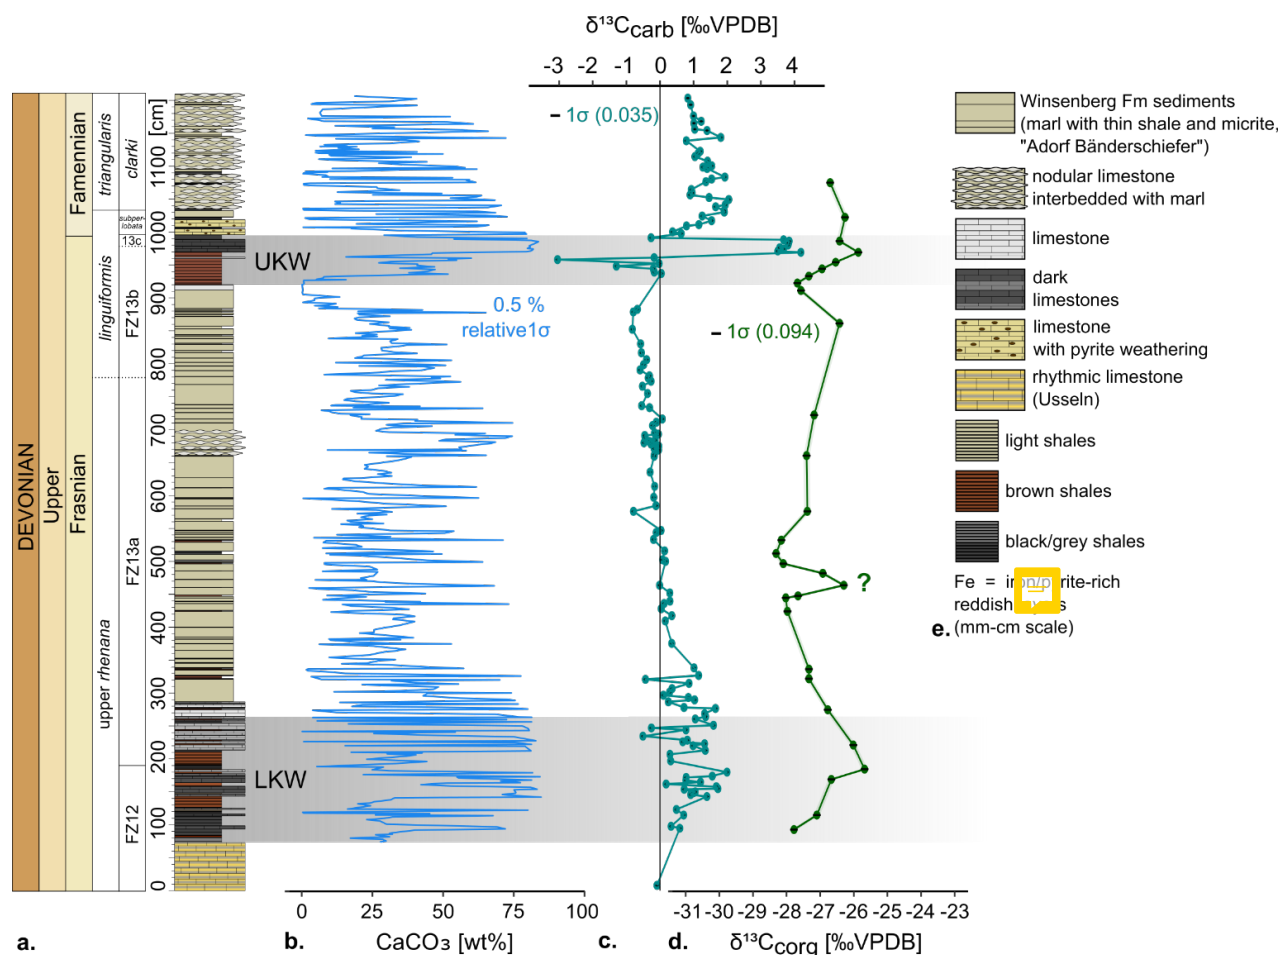 δ¹³Ccarb [‰VPDB]
-3 -2 -1 0 1 2 3 4
DEVONIAN
Upper
Famennian
Frasnian
triangularis
linguiformis
upper rhenana
clarki
subper-
lobata
13c
FZ13b
FZ13a
FZ12
[cm]
1100
1000
900
800
700
600
500
400
300
200
100
0
- 1σ (0.035)
UKW
0.5 %
relative1σ
- 1σ (0.094)
?
LKW
Winsenberg Fm sediments
(marl with thin shale and micrite,
"Adorf Bänderschiefer")
nodular limestone
interbedded with marl
limestone
dark
limestones
limestone
with pyrite weathering
rhythmic limestone
(Usseln)
light shales
brown shales
black/grey shales
Fe = -rich
reddish
(mm-cm scale)
e.
0 25 50 75 100
-31 -30 -29 -28 -27 -26 -25 -24 -23
a.
b.
CaCO₃ [wt%]
c.
d.
δ¹³Ccorg [‰VPDB]